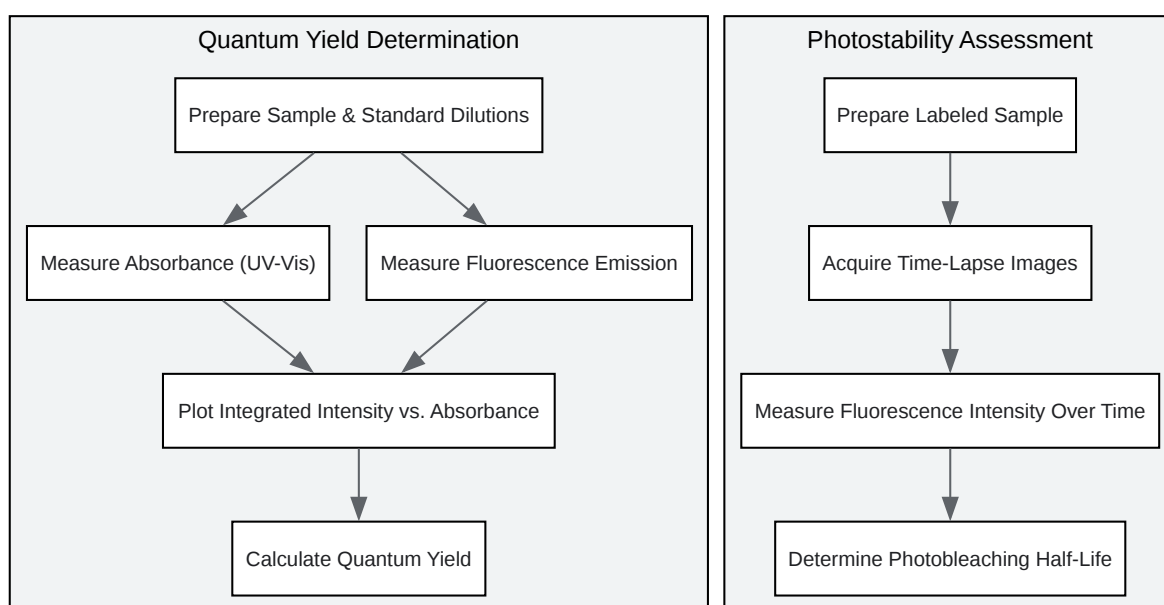 Quantum Yield Determination
Prepare Sample & Standard Dilutions
Measure Absorbance (UV-Vis)
Measure Fluorescence Emission
Plot Integrated Intensity vs. Absorbance
Calculate Quantum Yield
Photostability Assessment
Prepare Labeled Sample
Acquire Time-Lapse Images
Measure Fluorescence Intensity Over Time
Determine Photobleaching Half-Life